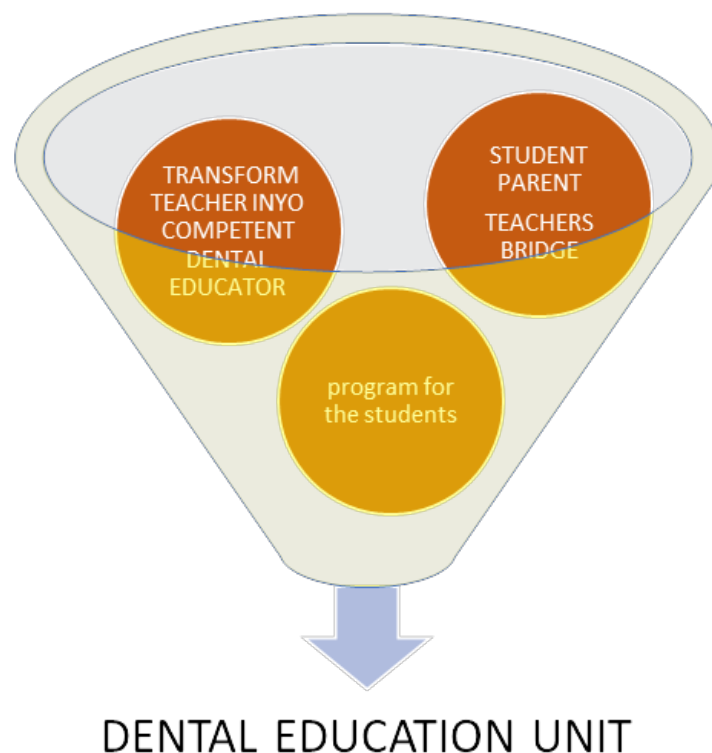 TRANSFORM
TEACHER INYO
COMPETENT
DENTAL
EDUCATOR
STUDENT
PARENT
TEACHERS
BRIDGE
program for
the students
DENTAL EDUCATION UNIT